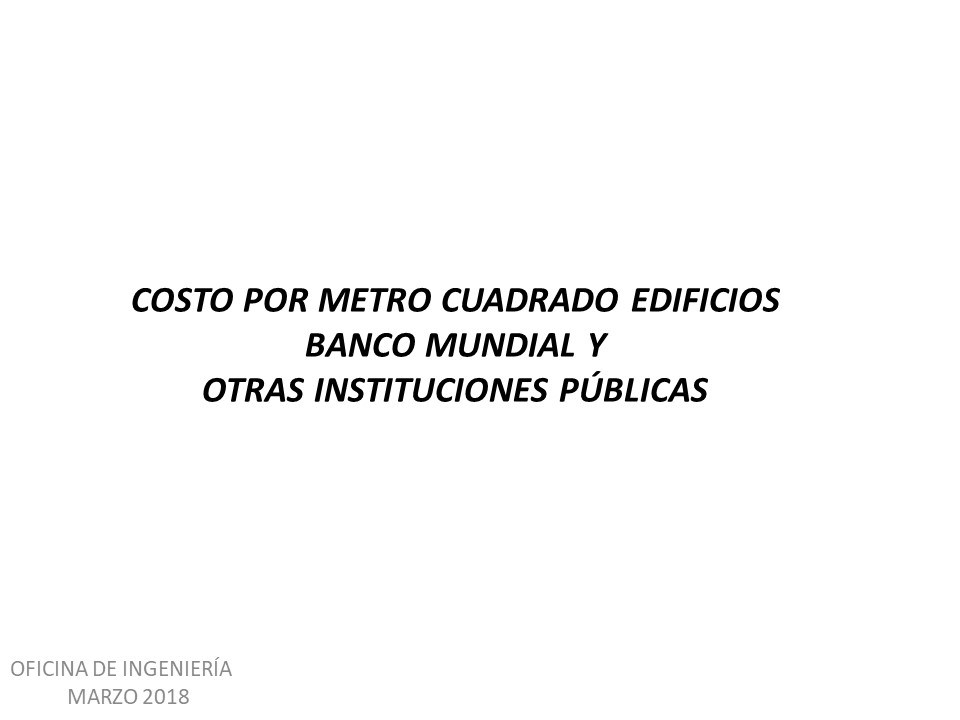 COSTO POR METRO CUADRADO EDIFICIOS
BANCO MUNDIAL Y
OTRAS INSTITUCIONES PÚBLICAS
OFICINA DE INGENIERÍA
MARZO 2018